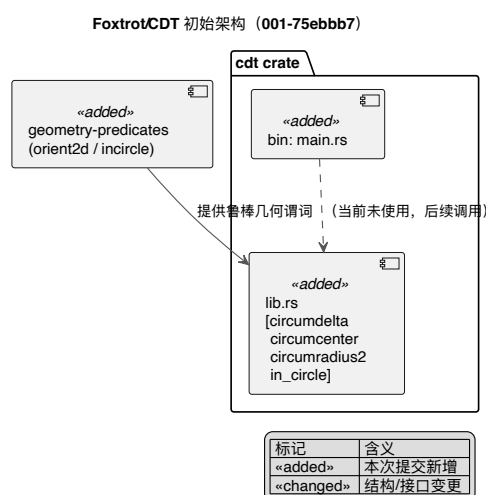 Foxtrot/CDT 初始架构（001-75ebbb7）
cdt crate
«added»
geometry-predicates
(orient2d / incircle)
«added»
bin: main.rs
提供鲁棒几何谓词
（当前未使用，后续调用）
«added»
lib.rs
[circumdelta
circumcenter
circumradius2
in_circle]
标记 含义
«added» 本次提交新增
«changed» 结构/接口变更